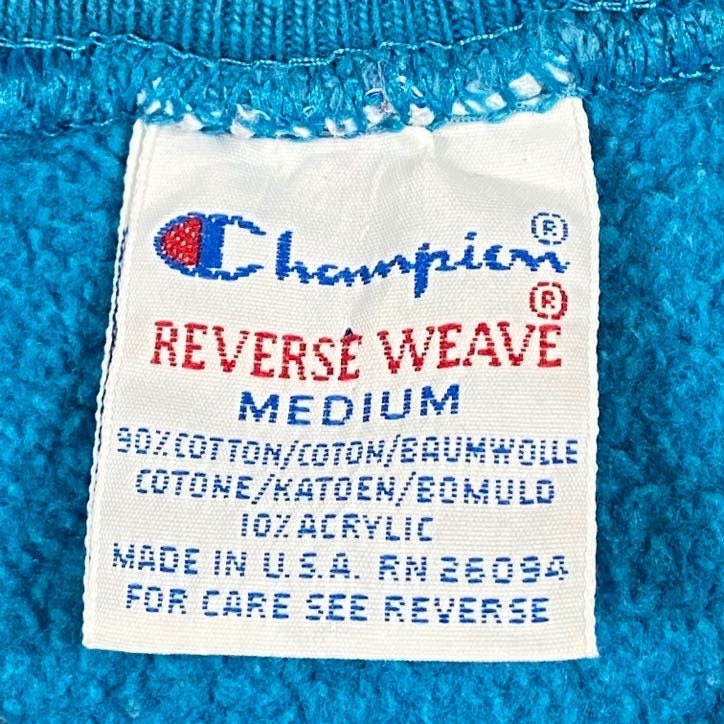 Champion®
REVERSE WEAVE®
MEDIUM
90% COTTON/COTON/BAUMWOLLE
COTONE/KATOEN/BOMULD
10% ACRYLIC
MADE IN U.S.A. RN 26094
FOR CARE SEE REVERSE